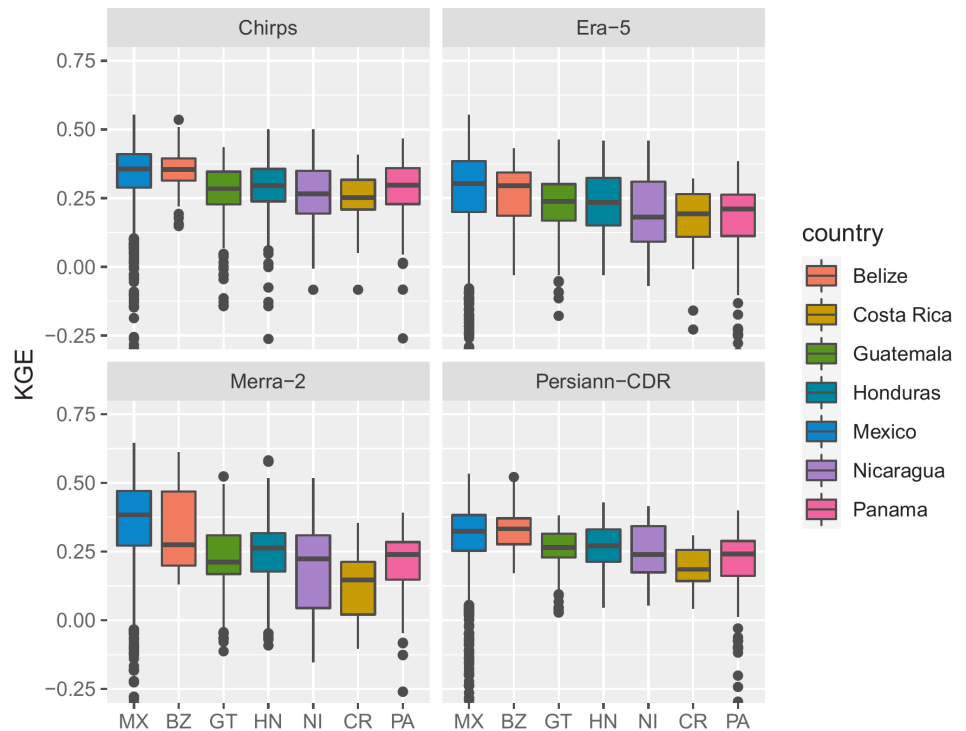 Chirps
Era−5
0.75
0.50
0.25
0.00
−0.25
KGE
Merra−2
Persiann−CDR
0.75
0.50
0.25
0.00
−0.25
MX BZ GT HN NI CR PA
MX BZ GT HN NI CR PA
country
Belize
Costa Rica
Guatemala
Honduras
Mexico
Nicaragua
Panama